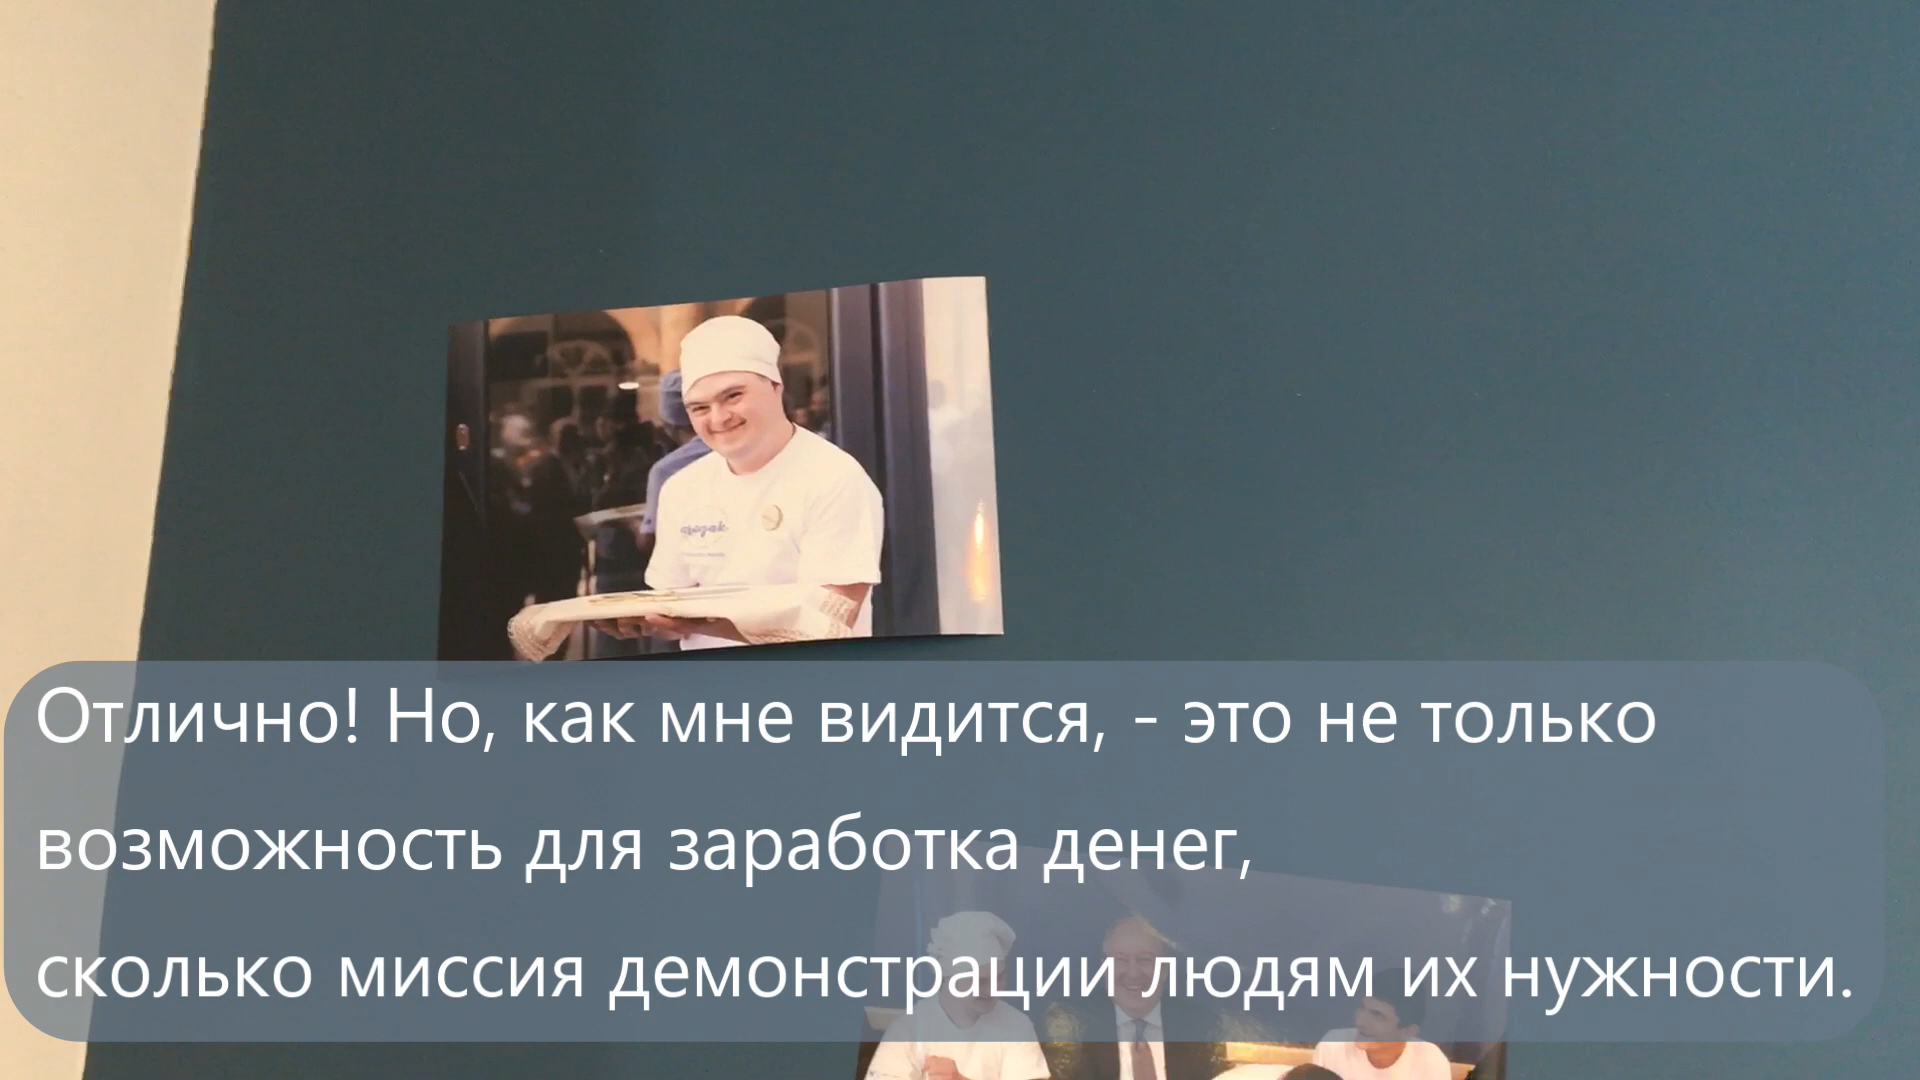 Отлично! Но, как мне видится, - это не только
возможность для заработка денег,
сколько миссия демонстрации людям их нужности.